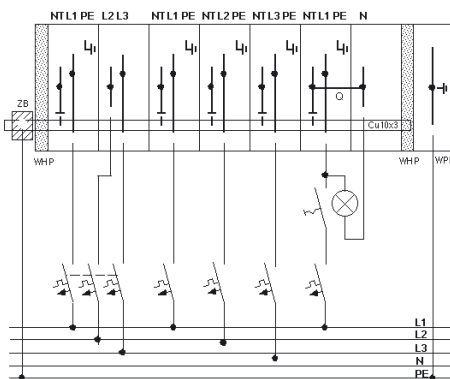 NTL1 PE L2 L3 NTL1 PE NTL2 PE NTL3 PE NTL1 PE N
ZB
Q
Cu10x3
WHP WHP WP
L1
L2
L3
N
PE